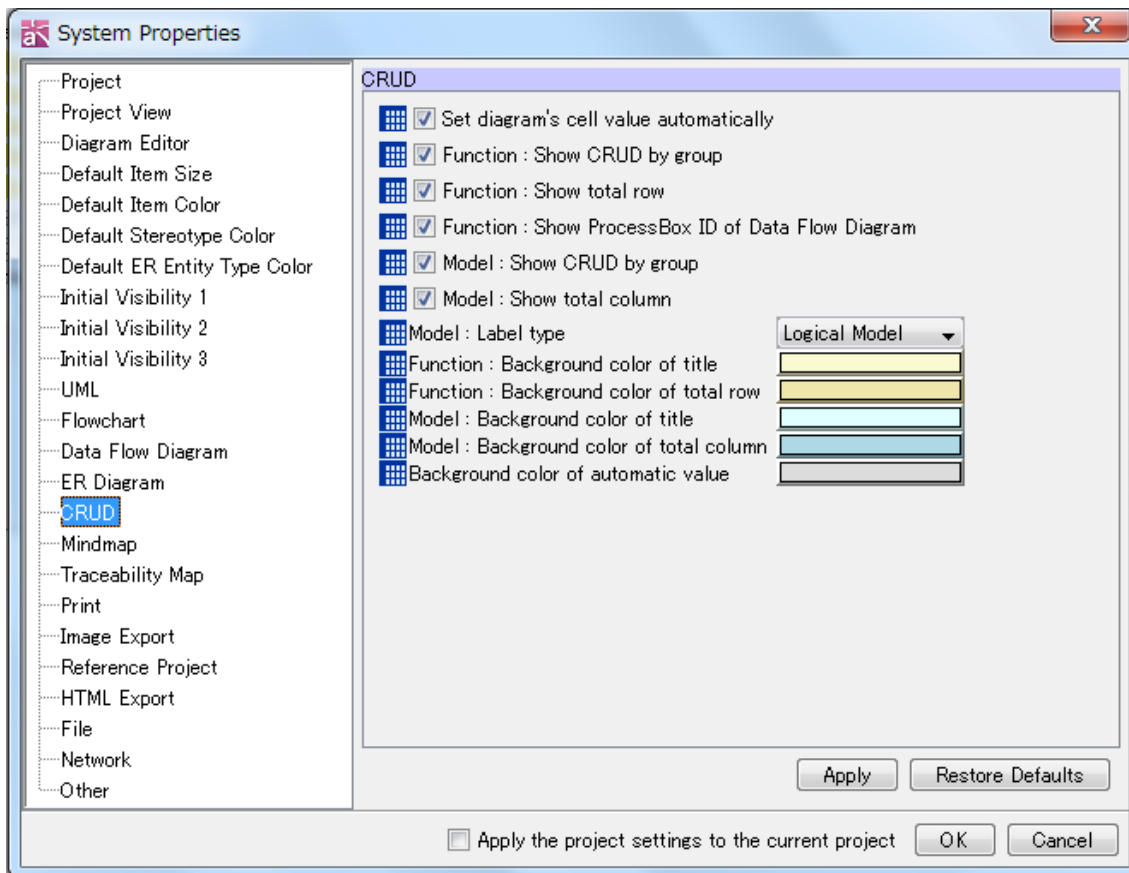 System Properties
Project
Project View
Diagram Editor
Default Item Size
Default Item Color
Default Stereotype Color
Default ER Entity Type Color
Initial Visibility 1
Initial Visibility 2
Initial Visibility 3
UML
Flowchart
Data Flow Diagram
ER Diagram
CRUD
Mindmap
Traceability Map
Print
Image Export
Reference Project
HTML Export
File
Network
Other
CRUD
Set diagram's cell value automatically
Function : Show CRUD by group
Function : Show total row
Function : Show ProcessBox ID of Data Flow Diagram
Model : Show CRUD by group
Model : Show total column
Model : Label type Logical Model
Function : Background color of title
Function : Background color of total row
Model : Background color of title
Model : Background color of total column
Background color of automatic value
Apply Restore Defaults
Apply the project settings to the current project OK Cancel